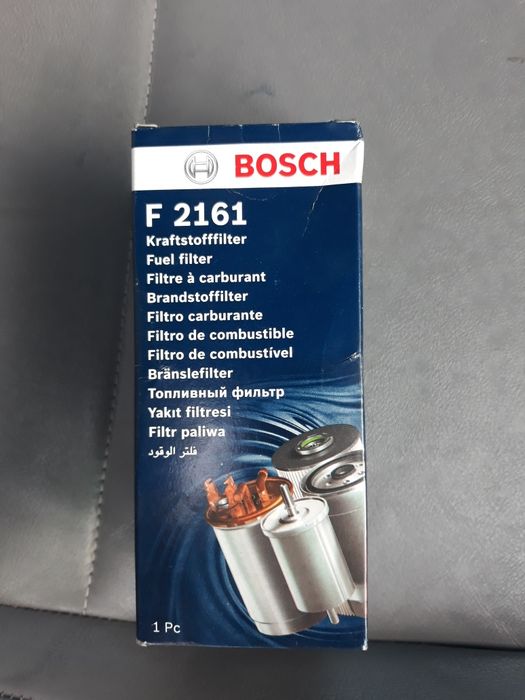 BOSCH
F 2161
Kraftstofffilter
Fuel filter
Filtre à carburant
Brandstoffilter
Filtro carburante
Filtro de combustible
Filtro de combustível
Bränslefilter
Топливный фильтр
Yakıt filtresi
Filtr paliwa
فلتر الوقود
1 Pc